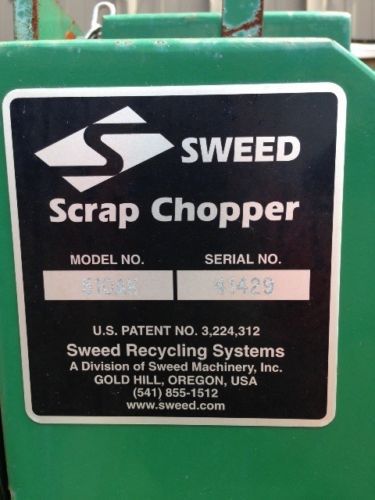 SWEED
Scrap Chopper
MODEL NO. SERIAL NO.
U.S. PATENT NO. 3,224,312
Sweed Recycling Systems
A Division of Sweed Machinery, Inc.
GOLD HILL, OREGON, USA
(541) 855-1512
www.sweed.com